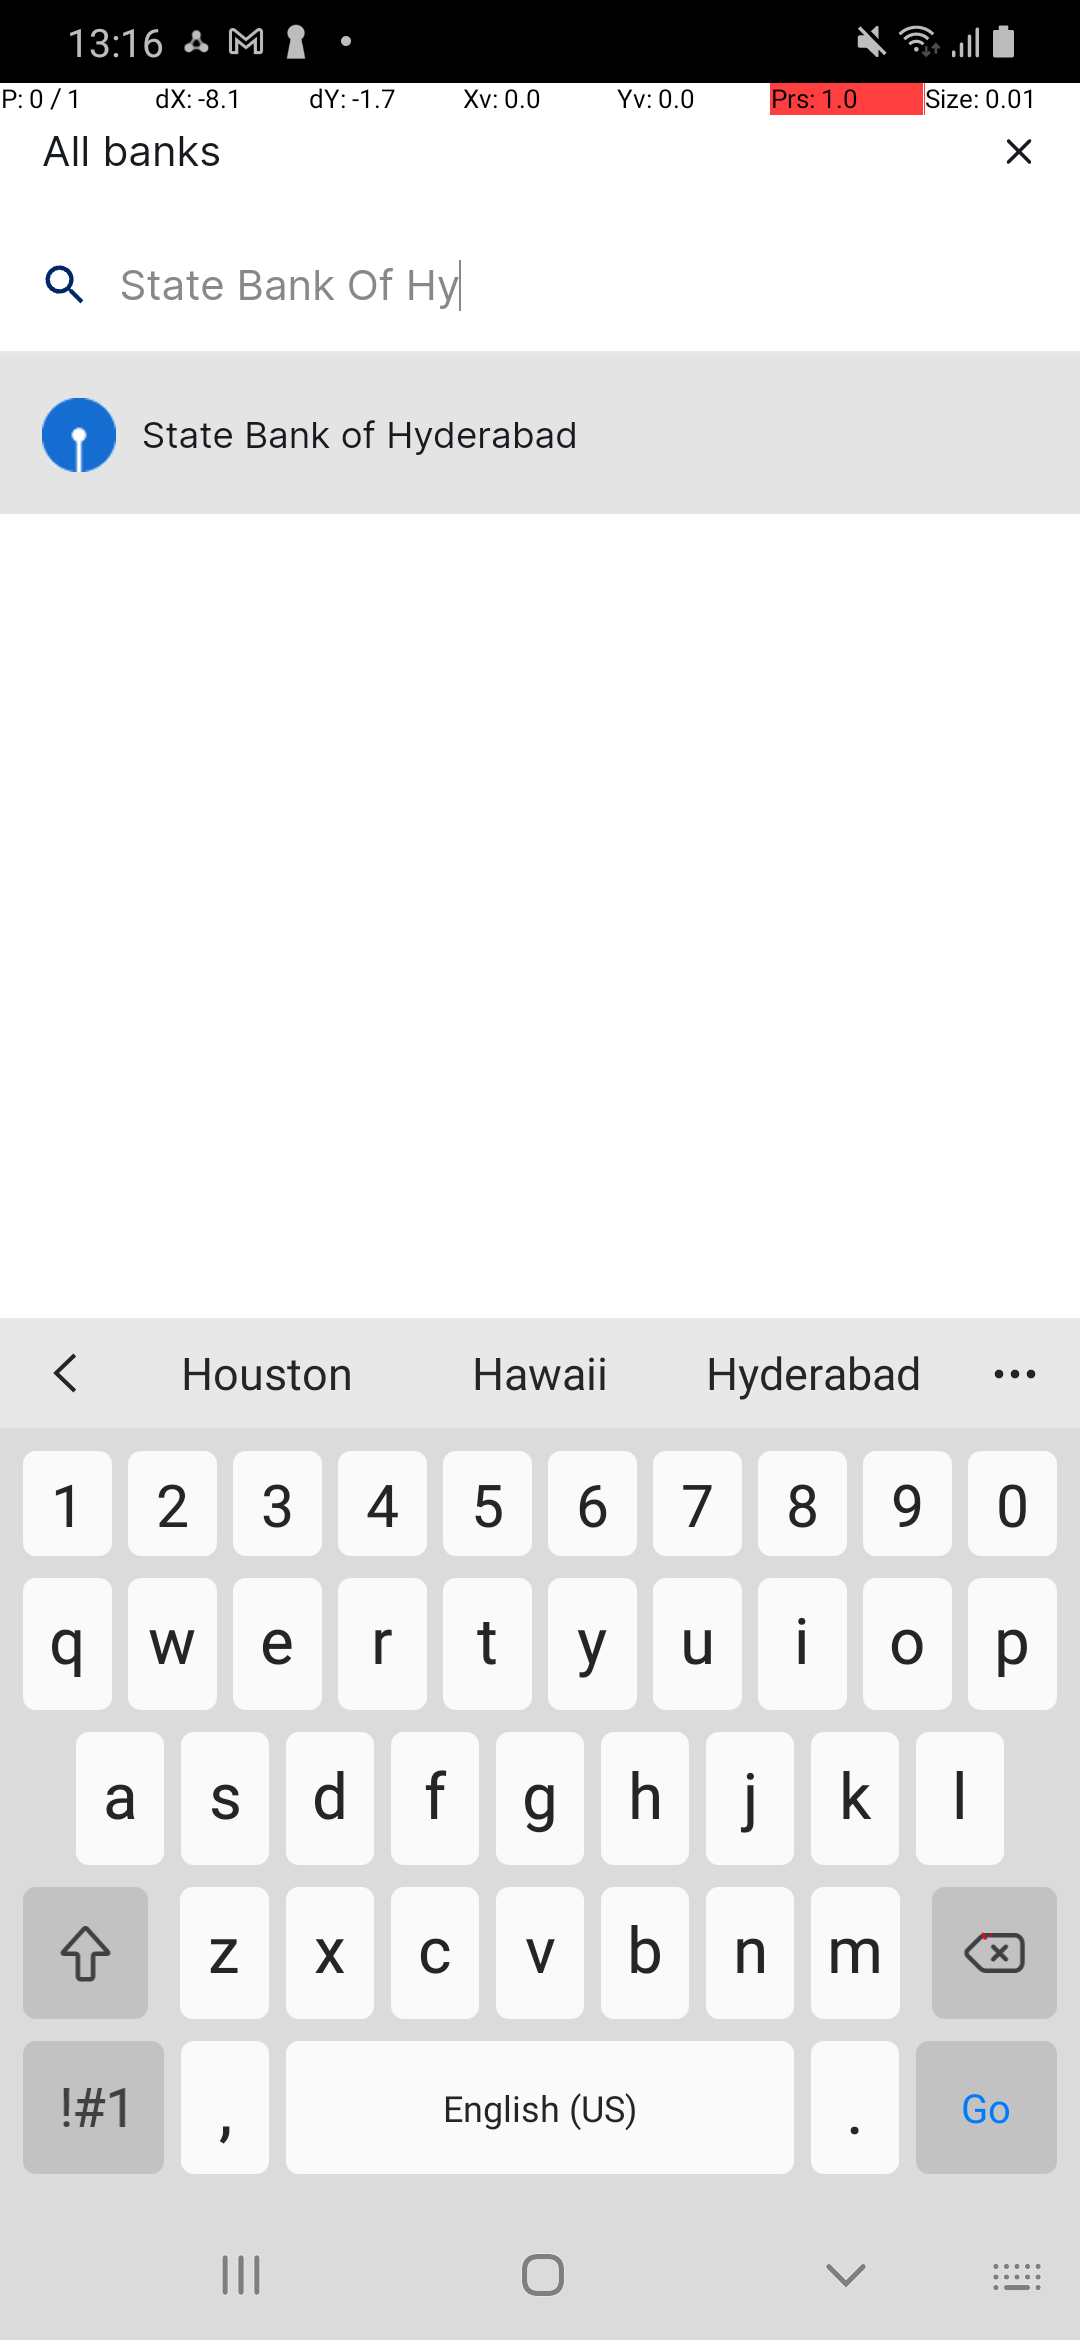 13:16
P: 0 / 1 dX: -8.1 dY: -1.7 Xv: 0.0 Yv: 0.0 Prs: 1.0 Size: 0.01
All banks
State Bank Of Hy
State Bank of Hyderabad
Houston Hawaii Hyderabad ...
1 2 3 4 5 6 7 8 9 0
q w e r t y u i o p
a s d f g h j k l
z x c v b n m
!#1 , English (US) . Go